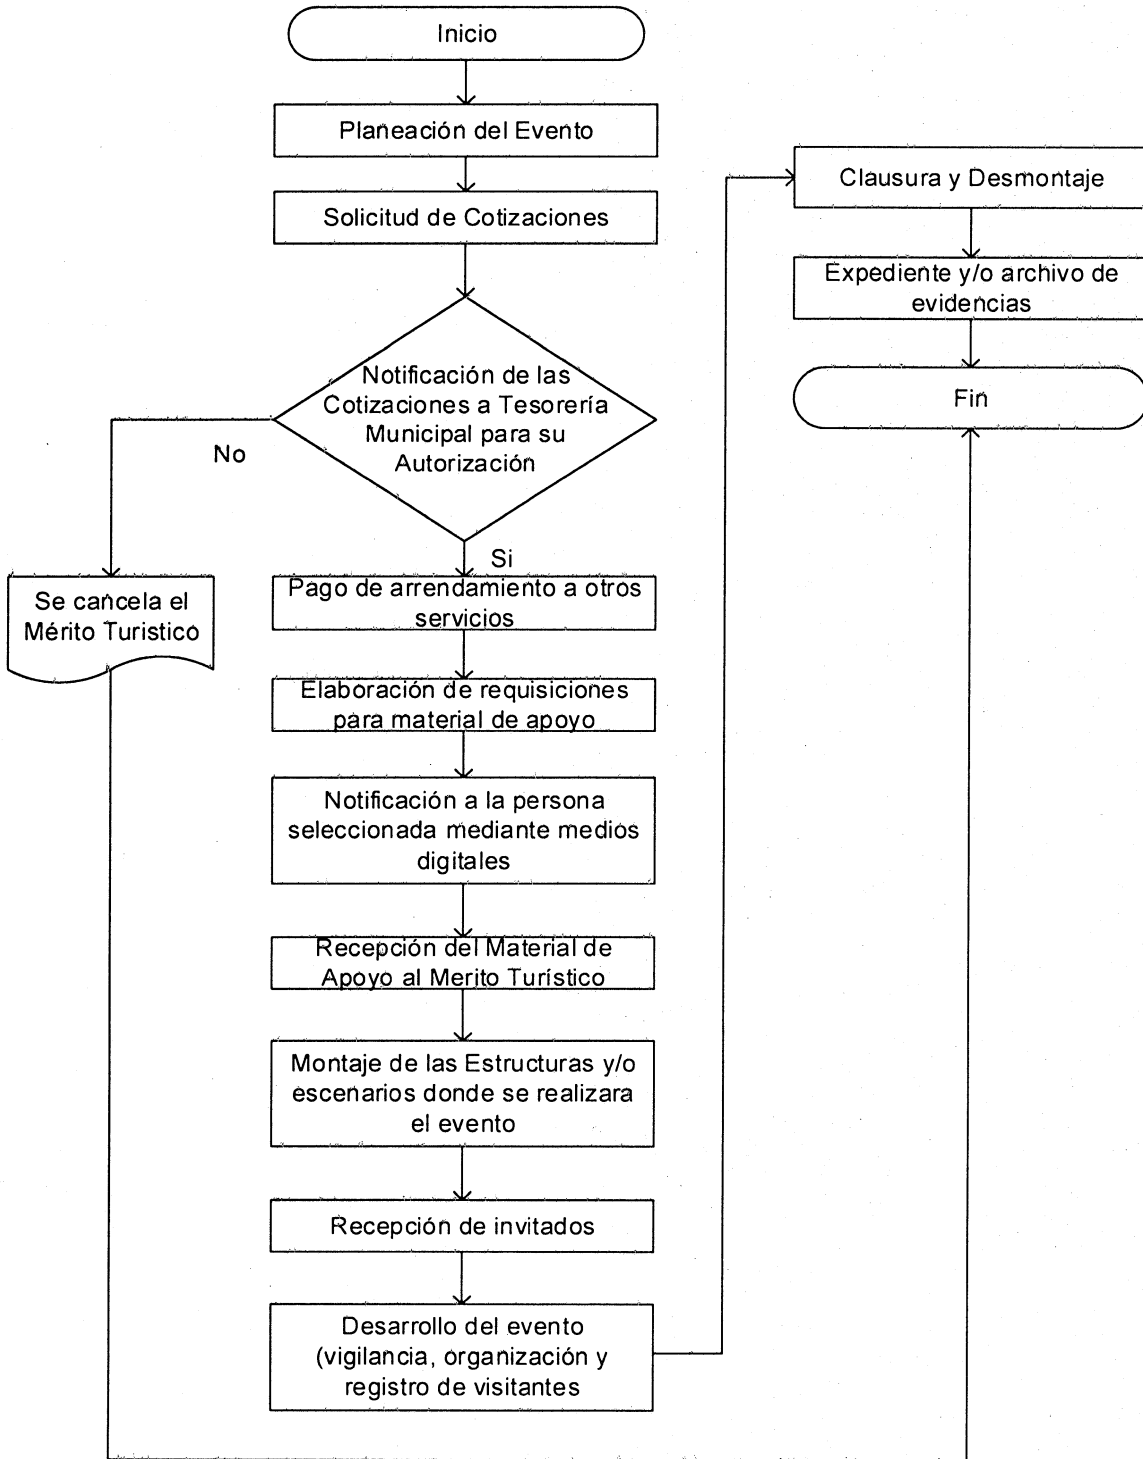 Inicio
Planeación del Evento
Solicitud de Cotizaciones
Notificación de las
Cotizaciones a Tesorería
Municipal para su
Autorización
No
Si
Se cancela el
Mérito Turistico
Pago de arrendamiento a otros
servicios
Elaboración de requisiciones
para material de apoyo
Notificación a la persona
seleccionada mediante medios
digitales
Recepción del Material de
Apoyo al Merito Turístico
Montaje de las Estructuras y/o
escenarios donde se realizara
el evento
Recepción de invitados
Desarrollo del evento
(vigilancia, organización y
registro de visitantes
Clausura y Desmontaje
Expediente y/o archivo de
evidencias
Fin